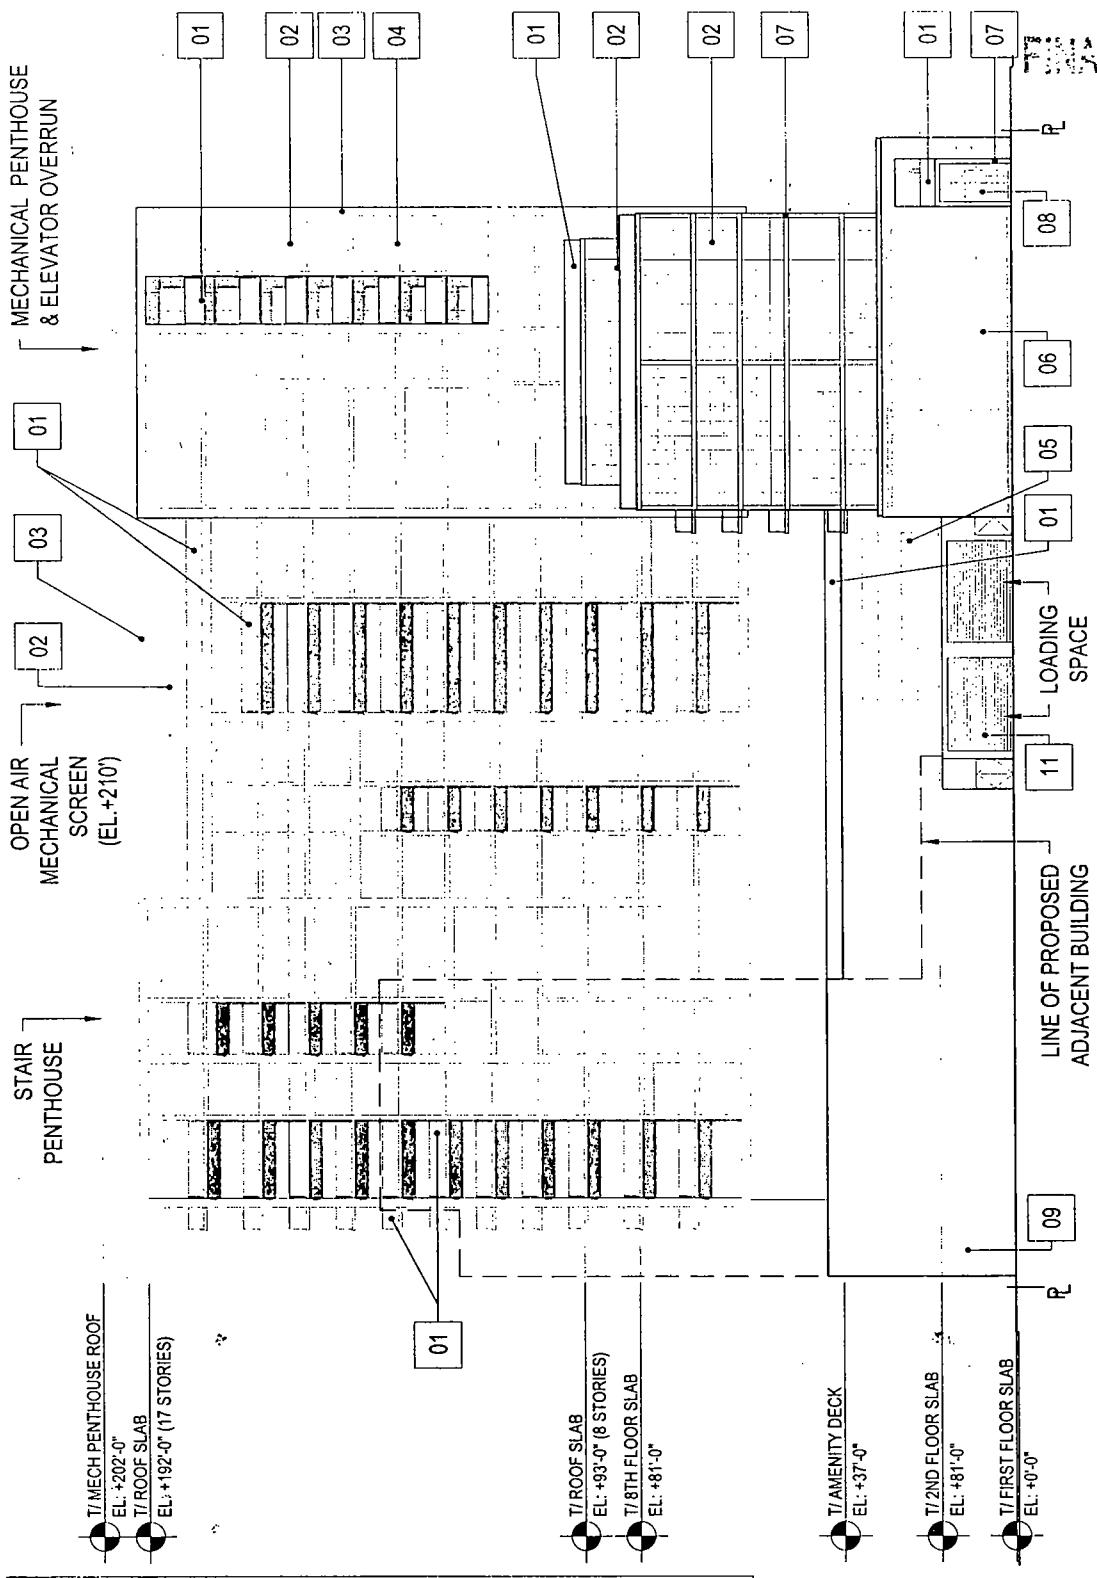 MECHANICAL PENTHOUSE
& ELEVATOR OVERRUN
01
02
03
04
01
02
02
07
01
07
01
03
02
OPEN AIR
MECHANICAL
SCREEN
(EL.+210')
STAIR
PENTHOUSE
08
06
05
01
LOADING
SPACE
11
LINE OF PROPOSED
ADJACENT BUILDING
09
01
T/ MECH PENTHOUSE ROOF
EL: +202'-0"
T/ ROOF SLAB
EL: +192'-0" (17 STORIES)
T/ ROOF SLAB
EL: +93'-0" (8 STORIES)
T/ 8TH FLOOR SLAB
EL: +81'-0"
T/ AMENITY DECK
EL: +37'-0"
T/ 2ND FLOOR SLAB
EL: +81'-0"
T/ FIRST FLOOR SLAB
EL: +0'-0"
PL
PL